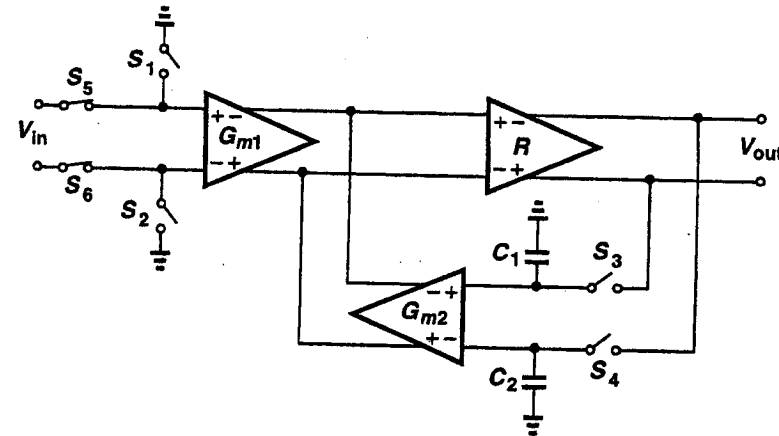 S1
S5
Vin
S6
S2
+ -
Gm1
- +
+ -
R
- +
Vout
C1
S3
- +
Gm2
+ -
C2
S4